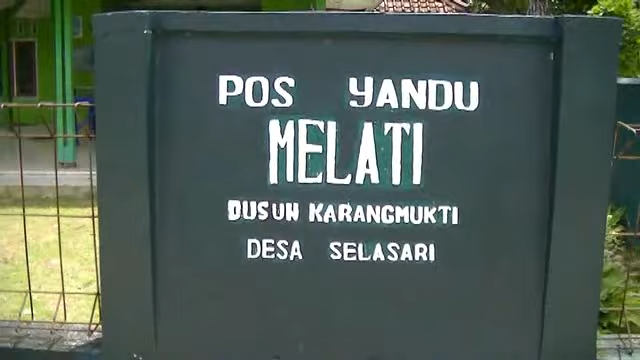 POS YANDU
MELATI
DUSUN KARANGMUKTI
DESA SELASARI